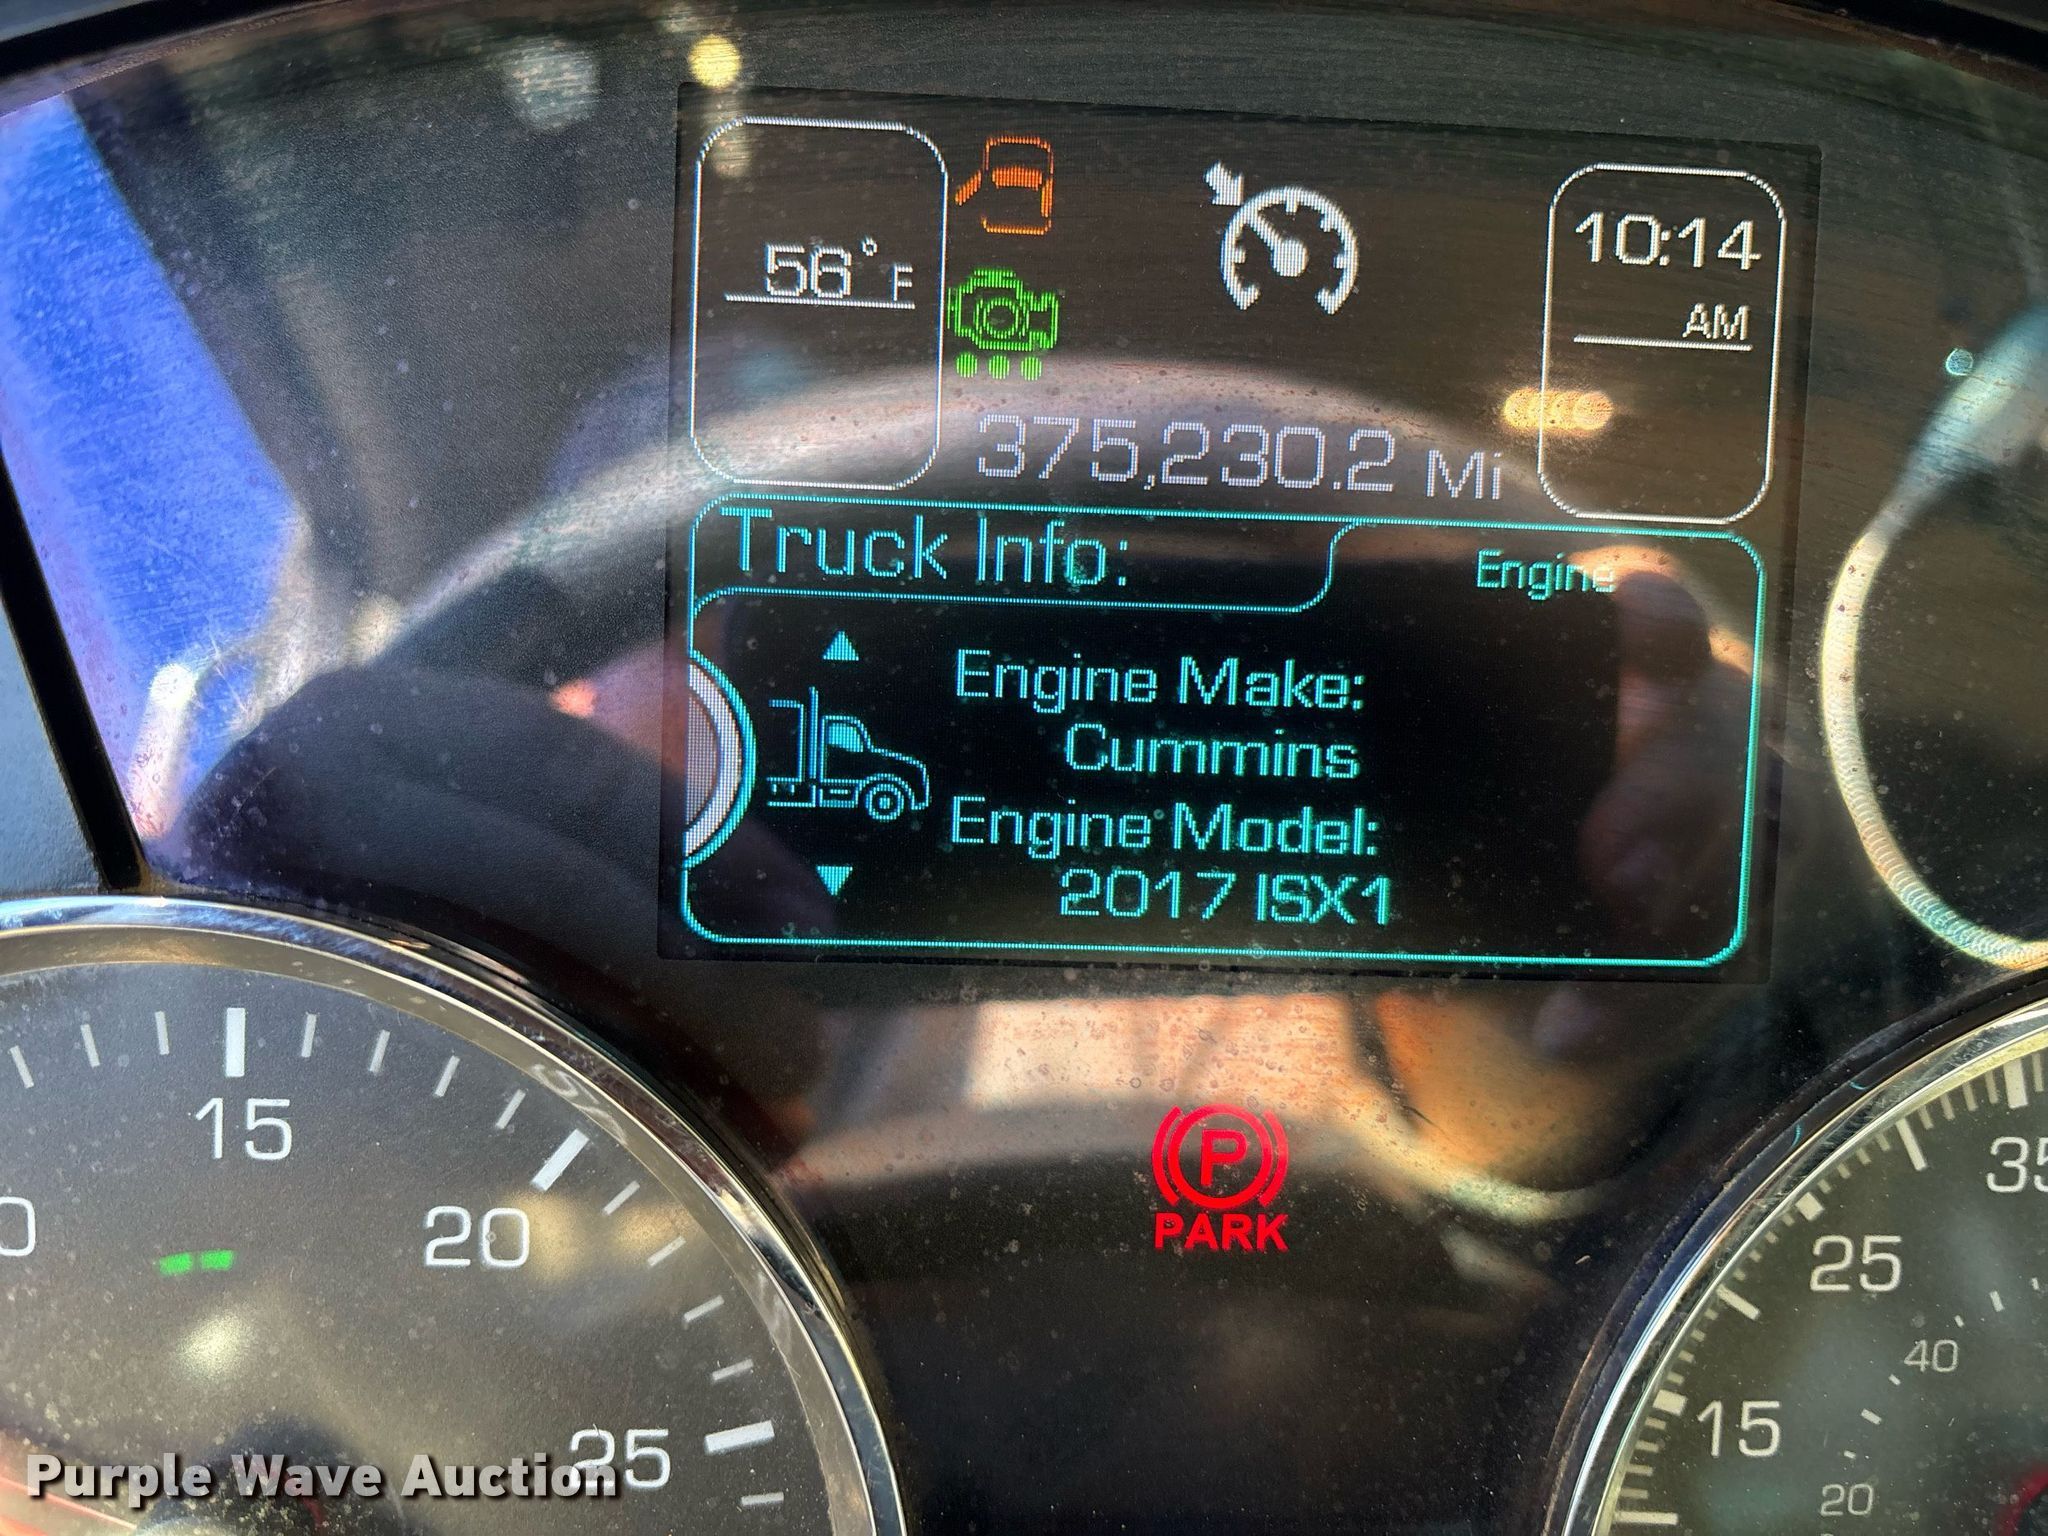 56° F
10:14
AM
375,230.2 Mi
Truck Info:
Engine
Engine Make:
Cummins
Engine Model:
2017 ISX1
P
PARK
15
20
25
35
25
40
15
20
Purple Wave Auction